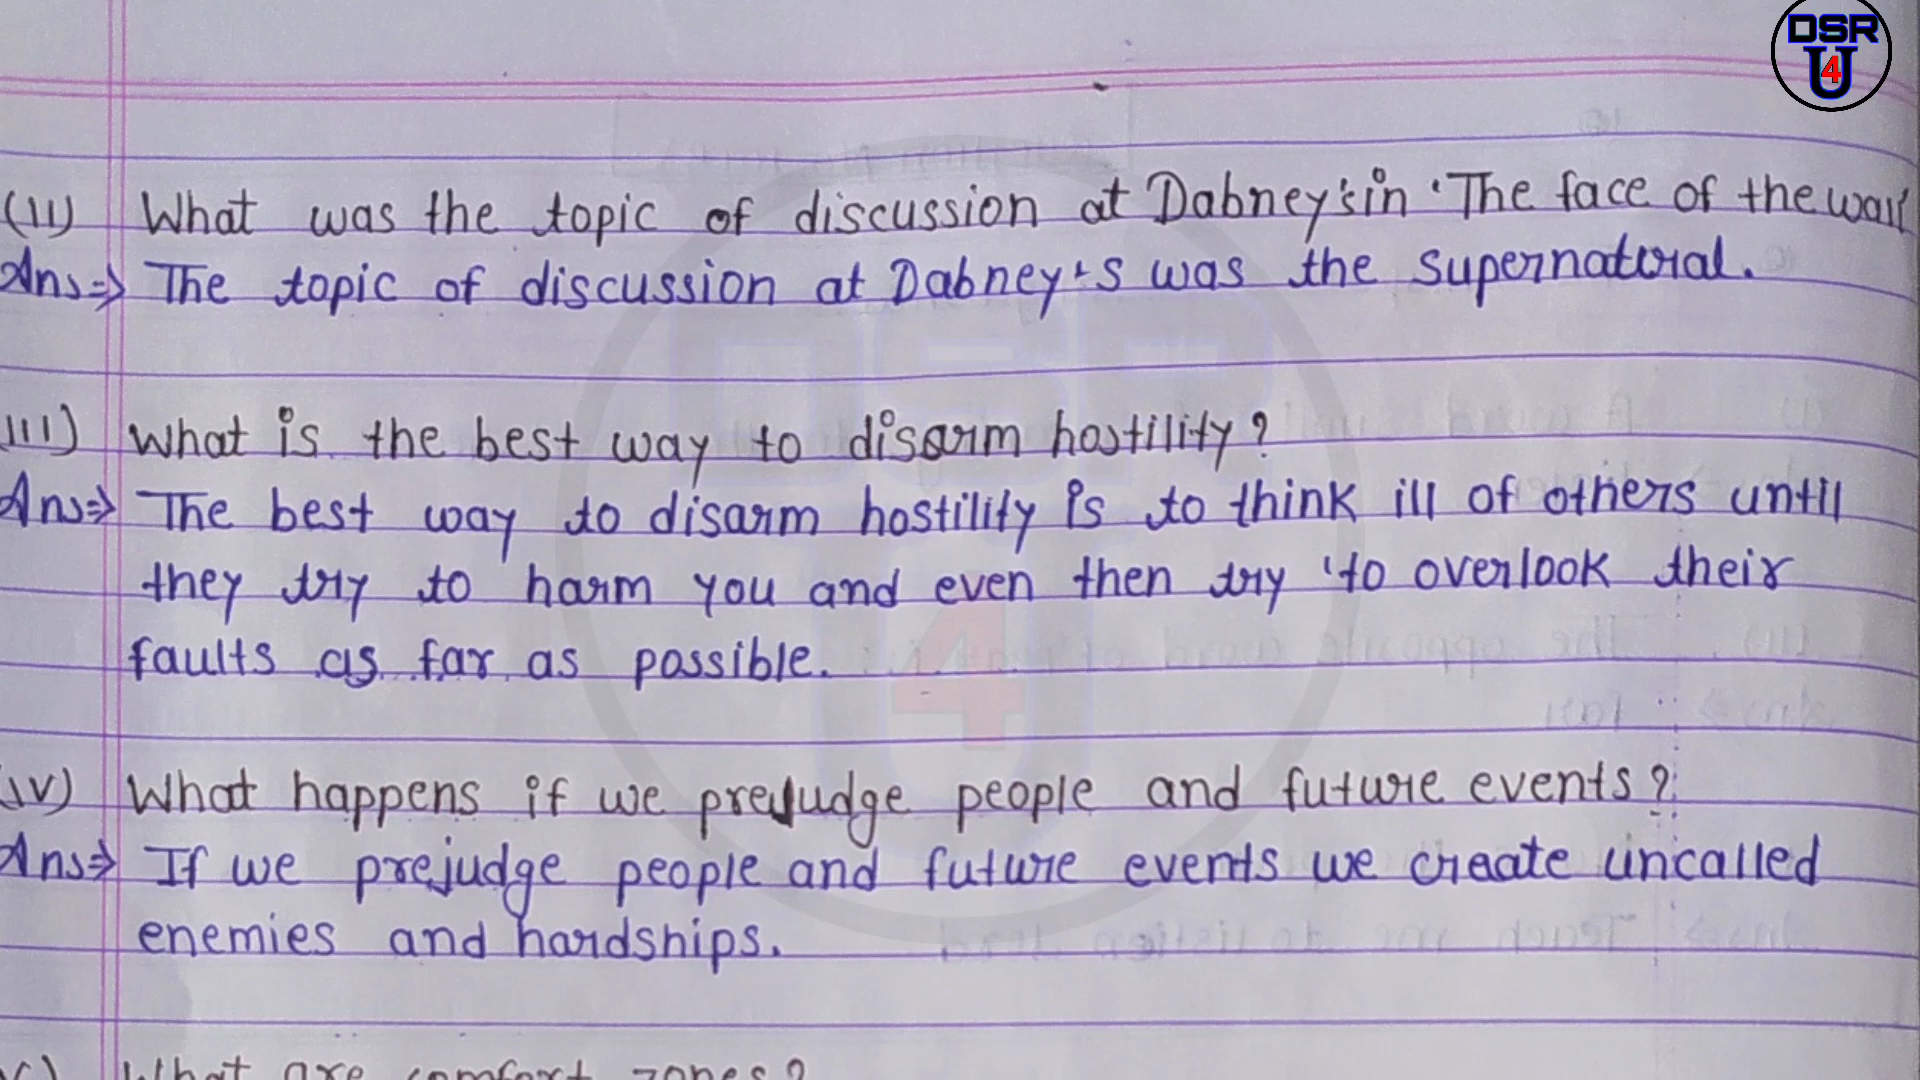 DSR
U
4
(II) What was the topic of discussion at Dabney's in 'The face of the wall
Ans⇒ The topic of discussion at Dabney's was the supernatural.
III) What is the best way to disarm hostility?
Ans⇒ The best way to disarm hostility is to think ill of others until
they try to harm you and even then try to overlook their
faults as far as possible.
IV) What happens if we prejudge people and future events?
Ans⇒ If we prejudge people and future events we create uncalled
enemies and hardships.
What are comfort zones?